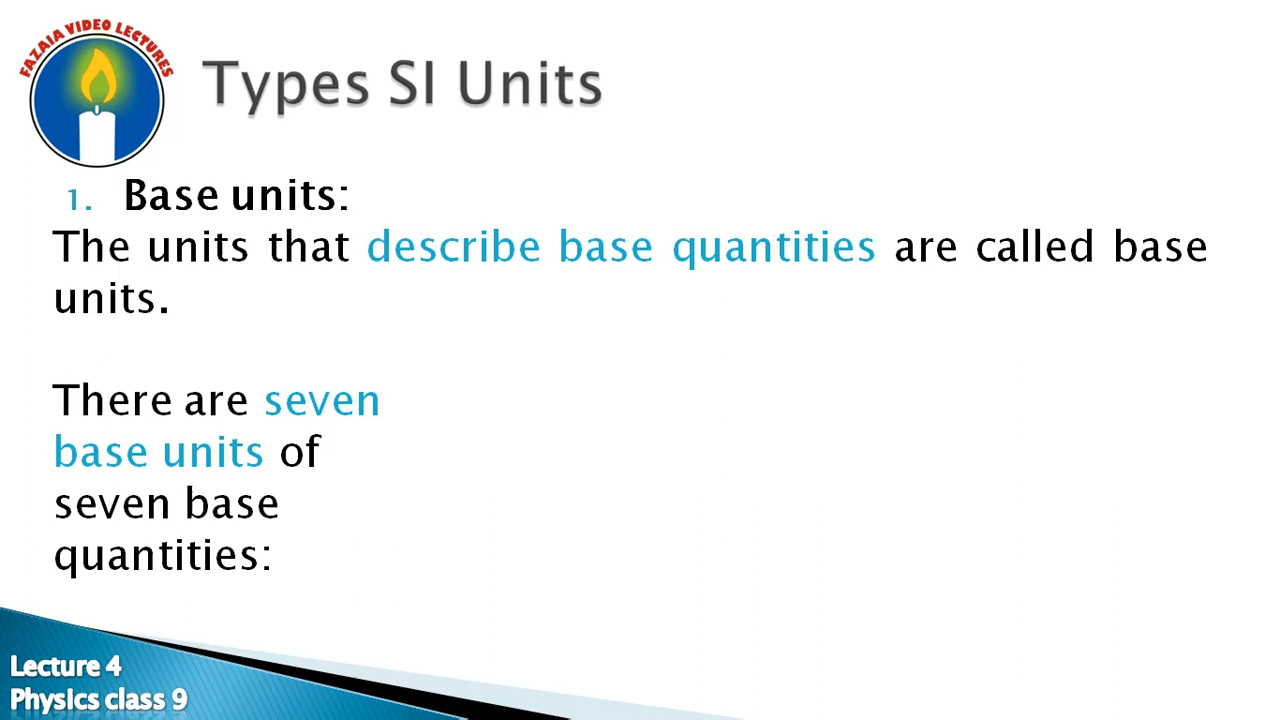 FAZAIA VIDEO LECTURES
Types SI Units
1. Base units:
The units that describe base quantities are called base
units.
There are seven
base units of
seven base
quantities:
Lecture 4
Physics class 9